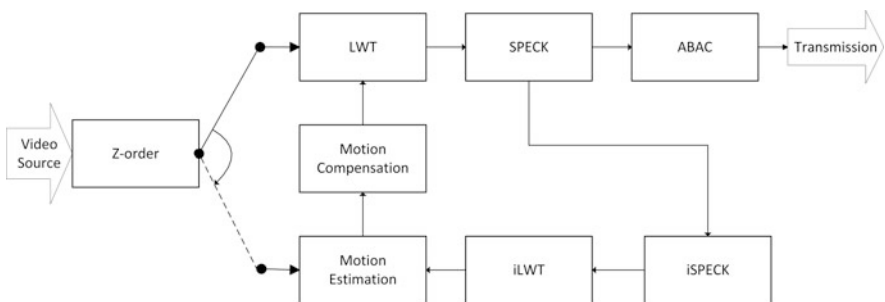 LWT
SPECK
ABAC
Transmission
Video
Source
Z-order
Motion
Compensation
Motion
Estimation
iLWT
iSPECK